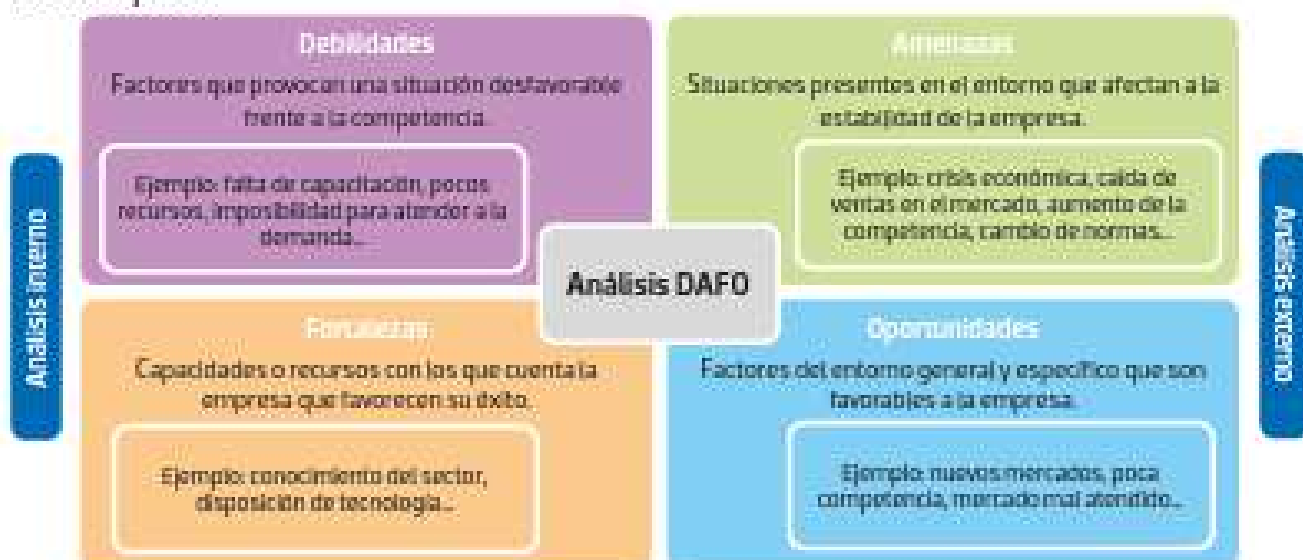 Debilidades
Factores que provocan una situación desfavorable
frente a la competencia.
Ejemplo: falta de capacitación, pocos
recursos, imposibilidad para atender a la
demanda...
Amenazas
Situaciones presentes en el entorno que afectan a la
estabilidad de la empresa.
Ejemplo: crisis económica, caída de
ventas en el mercado, aumento de la
competencia, cambio de normas...
Análisis interno
Análisis DAFO
Análisis externo
Fortalezas
Capacidades o recursos con los que cuenta la
empresa que favorecen su éxito.
Ejemplo: conocimiento del sector,
disposición de tecnología...
Oportunidades
Factores del entorno general y específico que son
favorables a la empresa.
Ejemplo: nuevos mercados, poca
competencia, mercado mal atendido...